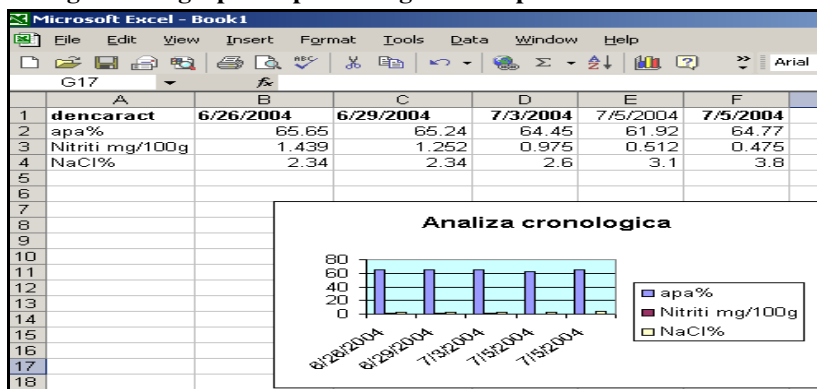 Microsoft Excel - Book1
File Edit View Insert Format Tools Data Window Help
Arial
G17 fx
A B C D E F
1 dencaract 6/26/2004 6/29/2004 7/3/2004 7/5/2004 7/5/2004
2 apa% 65.65 65.24 64.45 61.92 64.77
3 Nitriti mg/100g 1.439 1.252 0.975 0.512 0.475
4 NaCl% 2.34 2.34 2.6 3.1 3.8
5
6
7
8
9
10
11
12
13
14
15
16
17
18
Analiza cronologica
80
60
40
20
0
6/26/2004 6/29/2004 7/3/2004 7/5/2004 7/5/2004
apa%
Nitriti mg/100g
NaCl%